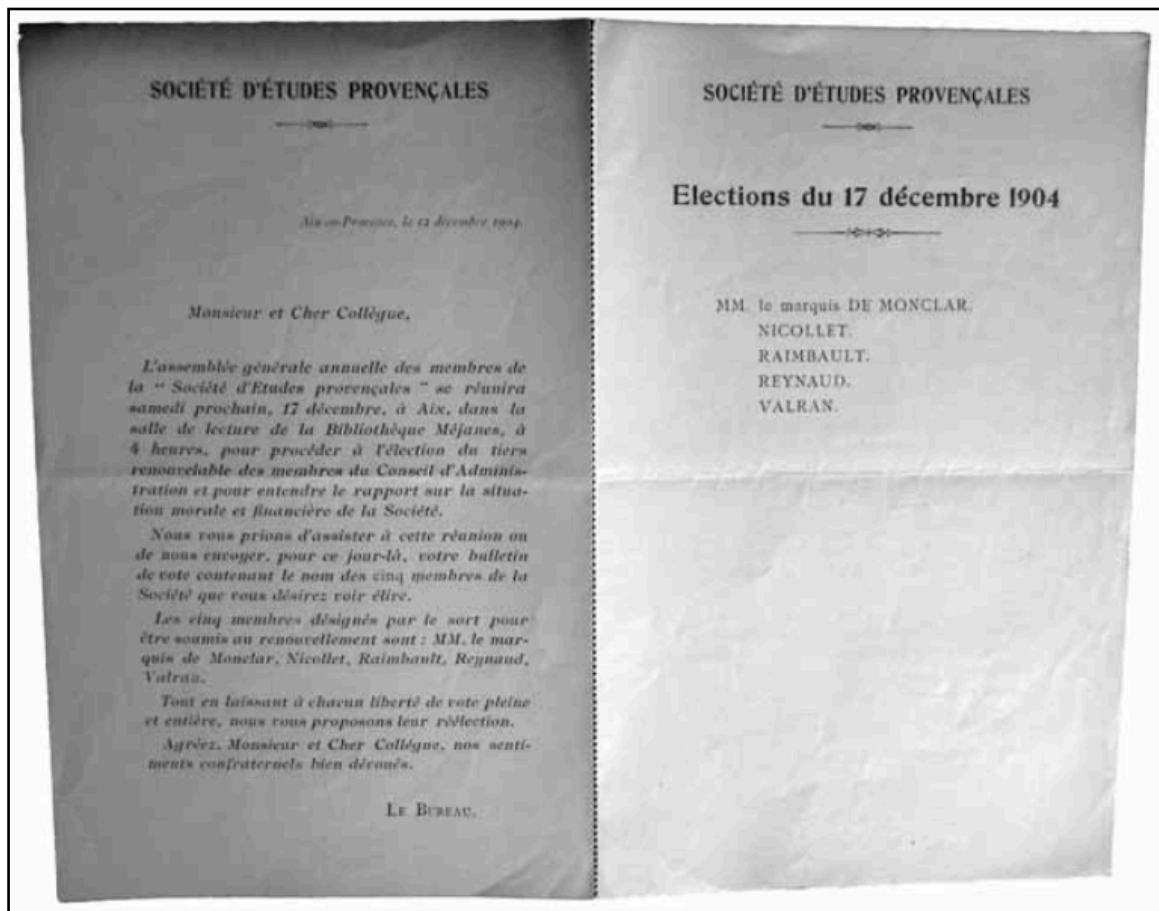 SOCIÉTÉ D'ÉTUDES PROVENÇALES
Aix-en-Provence, le 12 décembre 1904.
Monsieur et Cher Collègue,
L'assemblée générale annuelle des membres de
la “ Société d'Etudes provençales ” se réunira
samedi prochain, 17 décembre, à Aix, dans la
salle de lecture de la Bibliothèque Méjanes, à
4 heures, pour procéder à l'élection du tiers
renouvelable des membres du Conseil d'Adminis-
tration et pour entendre le rapport sur la situa-
tion morale et financière de la Société.
Nous vous prions d'assister à cette réunion ou
de nous envoyer, pour ce jour-là, votre bulletin
de vote contenant le nom des cinq membres de la
Société que vous désirez voir élire.
Les cinq membres désignés par le sort pour
être soumis au renouvellement sont : MM. le mar-
quis de Monclar, Nicollet, Raimbault, Reynaud,
Valran.
Tout en laissant à chacun liberté de vote pleine
et entière, nous vous proposons leur réélection.
Agréez, Monsieur et Cher Collègue, nos senti-
ments confraternels bien dévoués.
LE BUREAU.
SOCIÉTÉ D'ÉTUDES PROVENÇALES
Elections du 17 décembre 1904
MM. le marquis DE MONCLAR.
NICOLLET.
RAIMBAULT.
REYNAUD.
VALRAN.